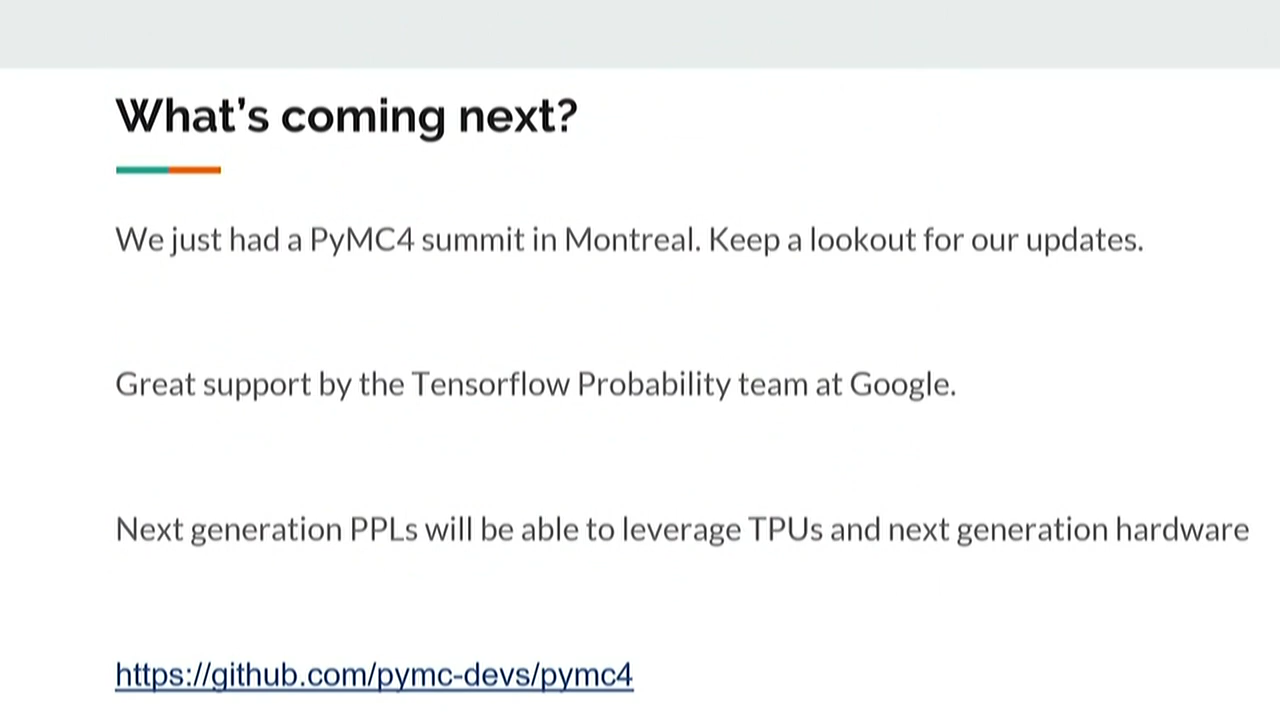 What's coming next?
We just had a PyMC4 summit in Montreal. Keep a lookout for our updates.
Great support by the Tensorflow Probability team at Google.
Next generation PPLs will be able to leverage TPUs and next generation hardware
https://github.com/pymc-devs/pymc4